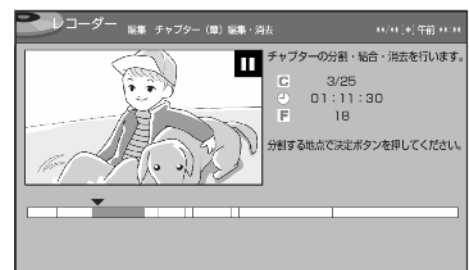 レコーダー 編集 チャプター（章）編集・消去 **/**[*]午前 **:**
チャプターの分割・結合・消去を行います。
C 3/25
01:11:30
F 18
分割する地点で決定ボタンを押してください。